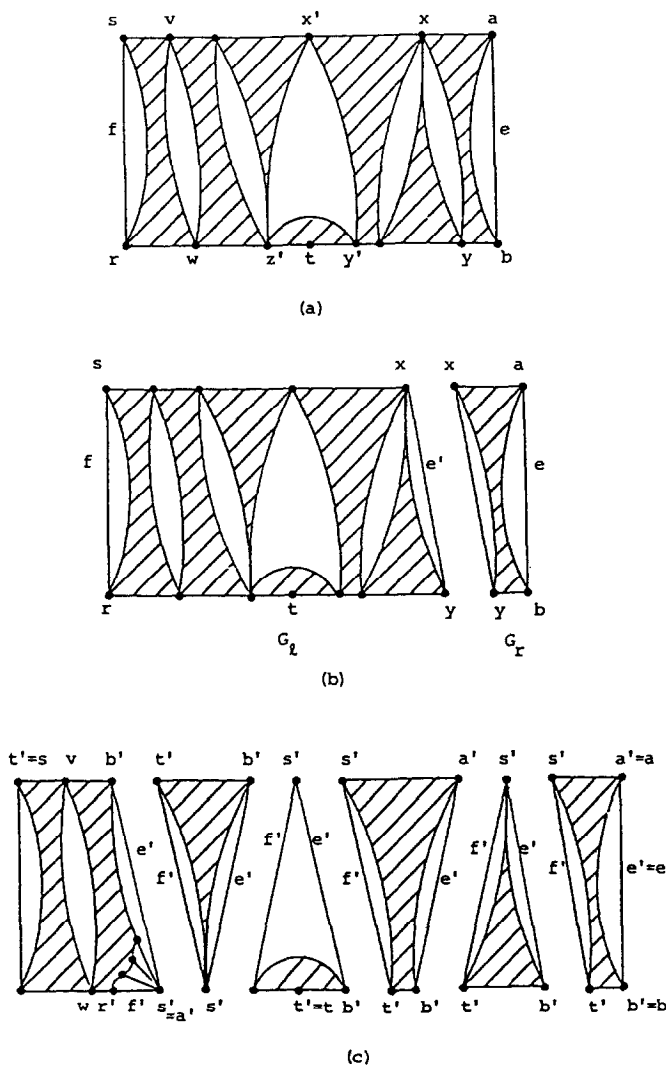 s v x' x a
f e
r w z' t y' y b
(a)
s x x a
f e' e
r t y y b
G_ℓ G_r
(b)
t'=s v b' t' b' s' s' a' s' s' a'=a
e' f' e' f' e' f' e' f' e' f' e'=e
w r' f' s' =a' s' t'=t b' t' b' t' b' t' b'=b
(c)